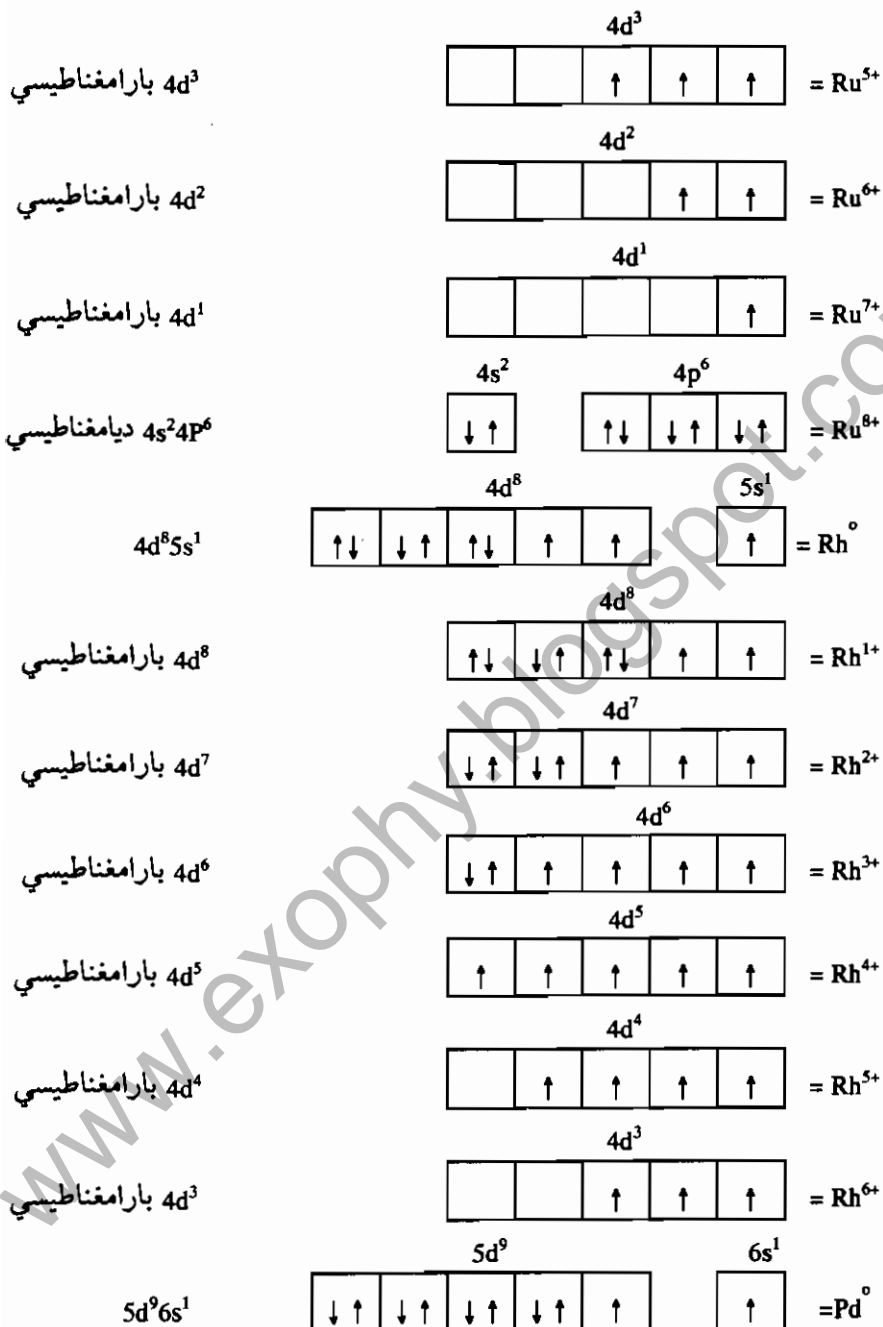 4d³
4d³ بارامغناطيسي ↑ ↑ ↑ = Ru⁵⁺
4d²
4d² بارامغناطيسي ↑ ↑ = Ru⁶⁺
4d¹
4d¹ بارامغناطيسي ↑ = Ru⁷⁺
4s² 4p⁶
4s²4P⁶ ديامغناطيسي ↓↑ ↑↓ ↓↑ ↓↑ = Ru⁸⁺
4d⁸ 5s¹
4d⁸5s¹ ↑↓ ↓↑ ↑↓ ↑ ↑ ↑ = Rh°
4d⁸
4d⁸ بارامغناطيسي ↑↓ ↓↑ ↑↓ ↑ ↑ = Rh¹⁺
4d⁷
4d⁷ بارامغناطيسي ↓↑ ↓↑ ↑ ↑ ↑ = Rh²⁺
4d⁶
4d⁶ بارامغناطيسي ↓↑ ↑ ↑ ↑ ↑ = Rh³⁺
4d⁵
4d⁵ بارامغناطيسي ↑ ↑ ↑ ↑ ↑ = Rh⁴⁺
4d⁴
4d⁴ بارامغناطيسي ↑ ↑ ↑ ↑ = Rh⁵⁺
4d³
4d³ بارامغناطيسي ↑ ↑ ↑ = Rh⁶⁺
5d⁹ 6s¹
5d⁹6s¹ ↓↑ ↓↑ ↓↑ ↓↑ ↑ ↑ =Pd°
www.exophy.blogspot.co